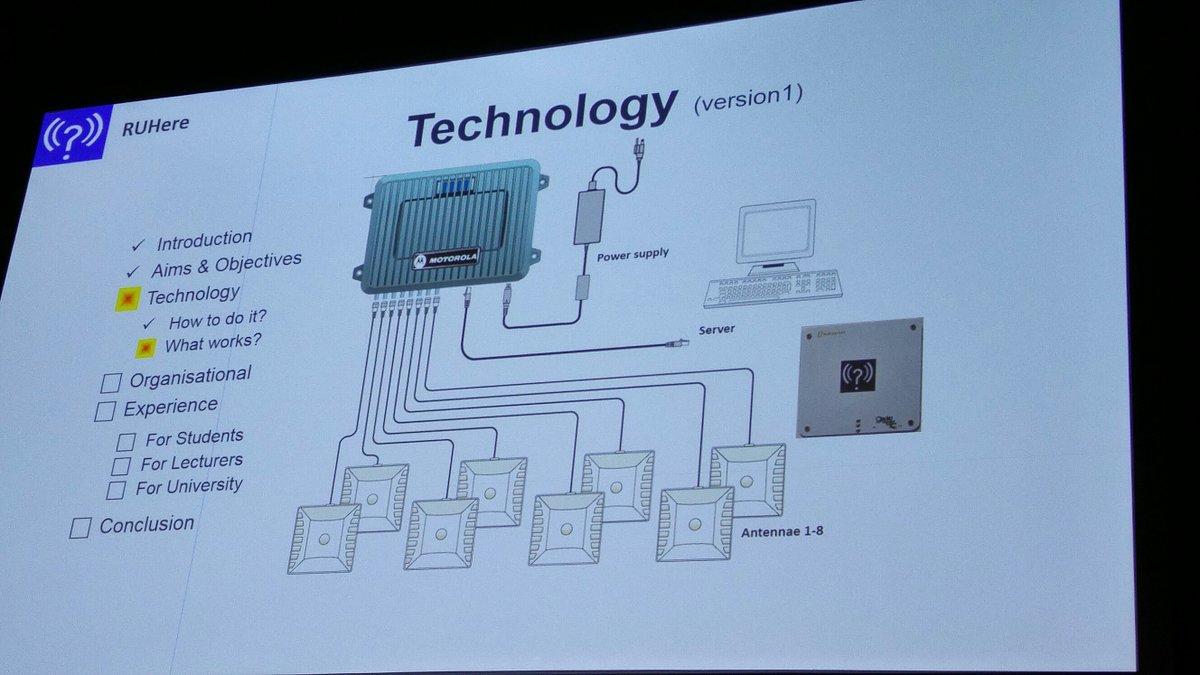 RUHere
Technology (version1)
✓ Introduction
✓ Aims & Objectives
Technology
✓ How to do it?
What works?
Organisational
Experience
For Students
For Lecturers
For University
Conclusion
MOTOROLA
Power supply
Server
Antennae 1-8